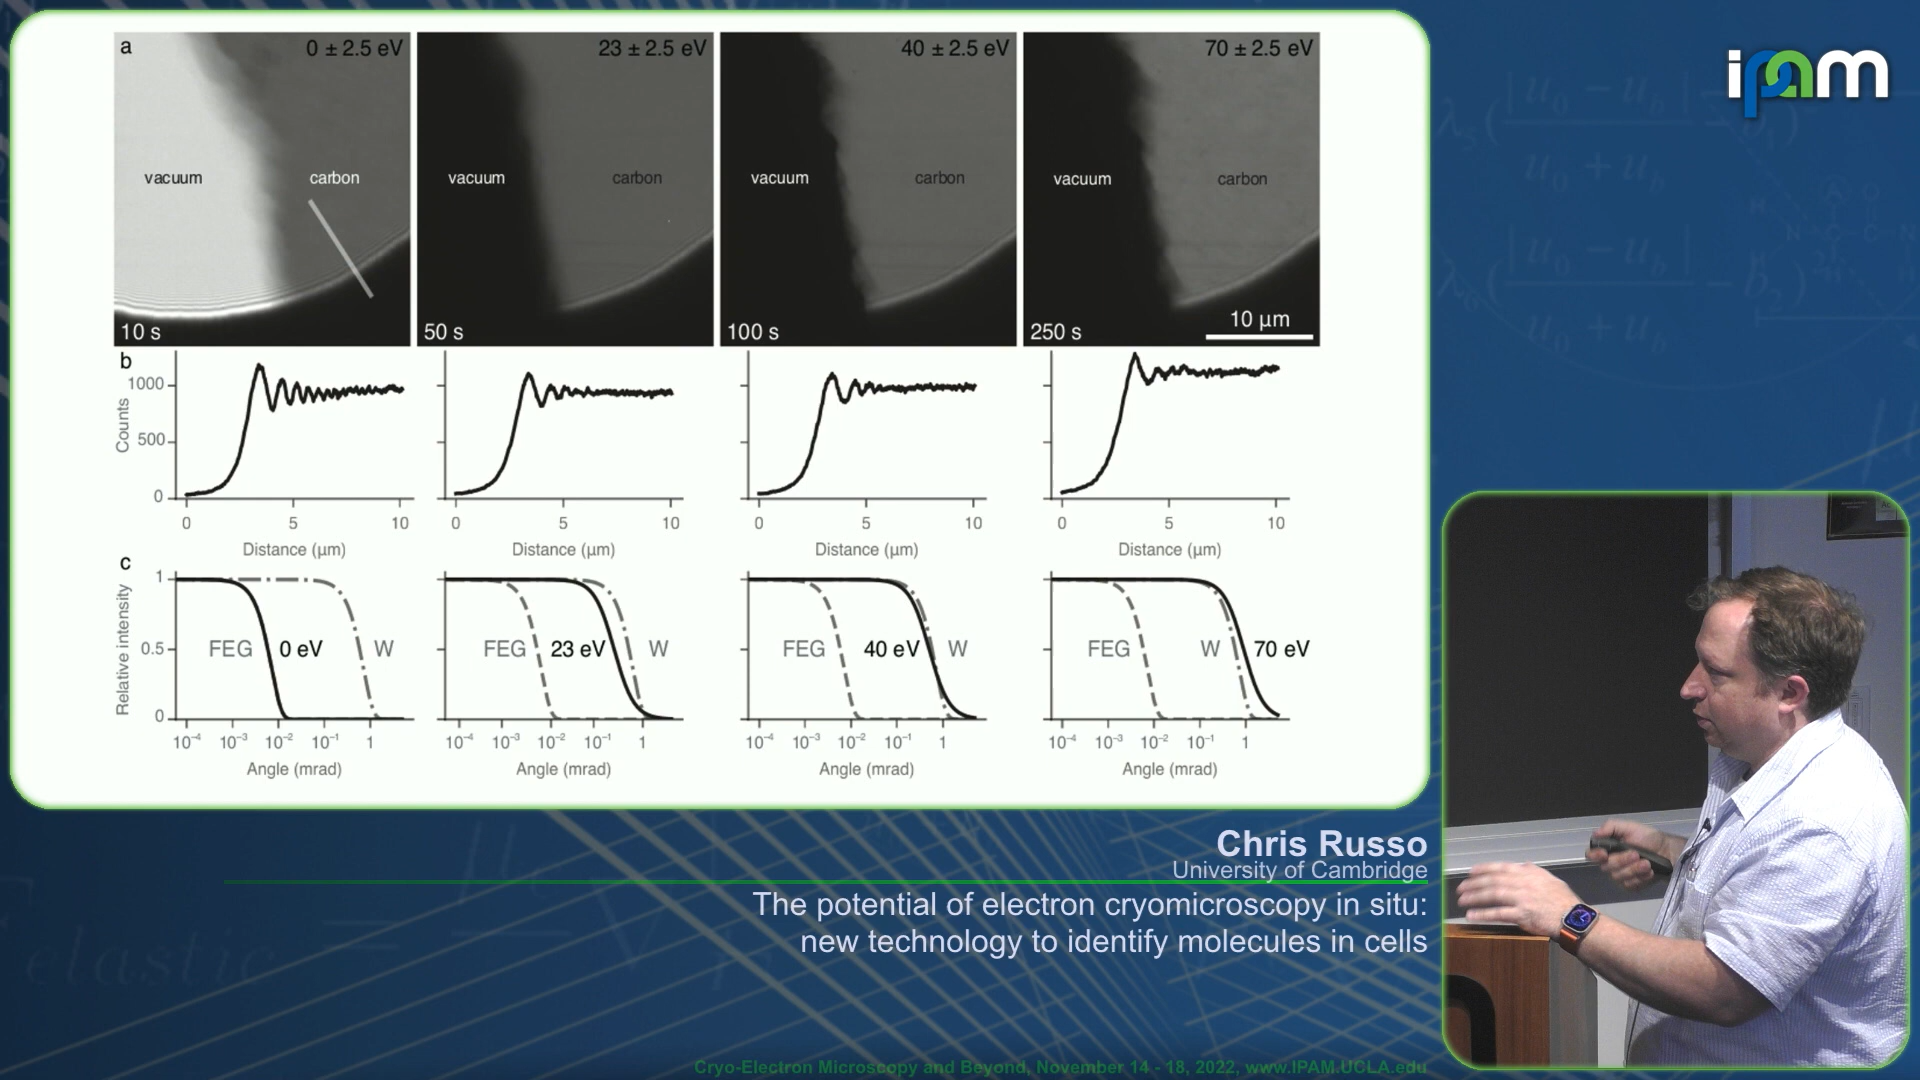 a
0 ± 2.5 eV
23 ± 2.5 eV
40 ± 2.5 eV
70 ± 2.5 eV
vacuum
carbon
vacuum
carbon
vacuum
carbon
vacuum
carbon
10 s
50 s
100 s
250 s
10 µm
b
Counts
1000
500
0
0 5 10
0 5 10
0 5 10
0 5 10
Distance (µm)
Distance (µm)
Distance (µm)
Distance (µm)
c
Relative intensity
1
0.5
0
FEG 0 eV W
FEG 23 eV W
FEG 40 eV W
FEG W 70 eV
10⁻⁴ 10⁻³ 10⁻² 10⁻¹ 1
10⁻⁴ 10⁻³ 10⁻² 10⁻¹ 1
10⁻⁴ 10⁻³ 10⁻² 10⁻¹ 1
10⁻⁴ 10⁻³ 10⁻² 10⁻¹ 1
Angle (mrad)
Angle (mrad)
Angle (mrad)
Angle (mrad)
ipam
Chris Russo
University of Cambridge
The potential of electron cryomicroscopy in situ:
new technology to identify molecules in cells
elastic
Cryo-Electron Microscopy and Beyond, November 14 - 18, 2022, www.IPAM.UCLA.edu